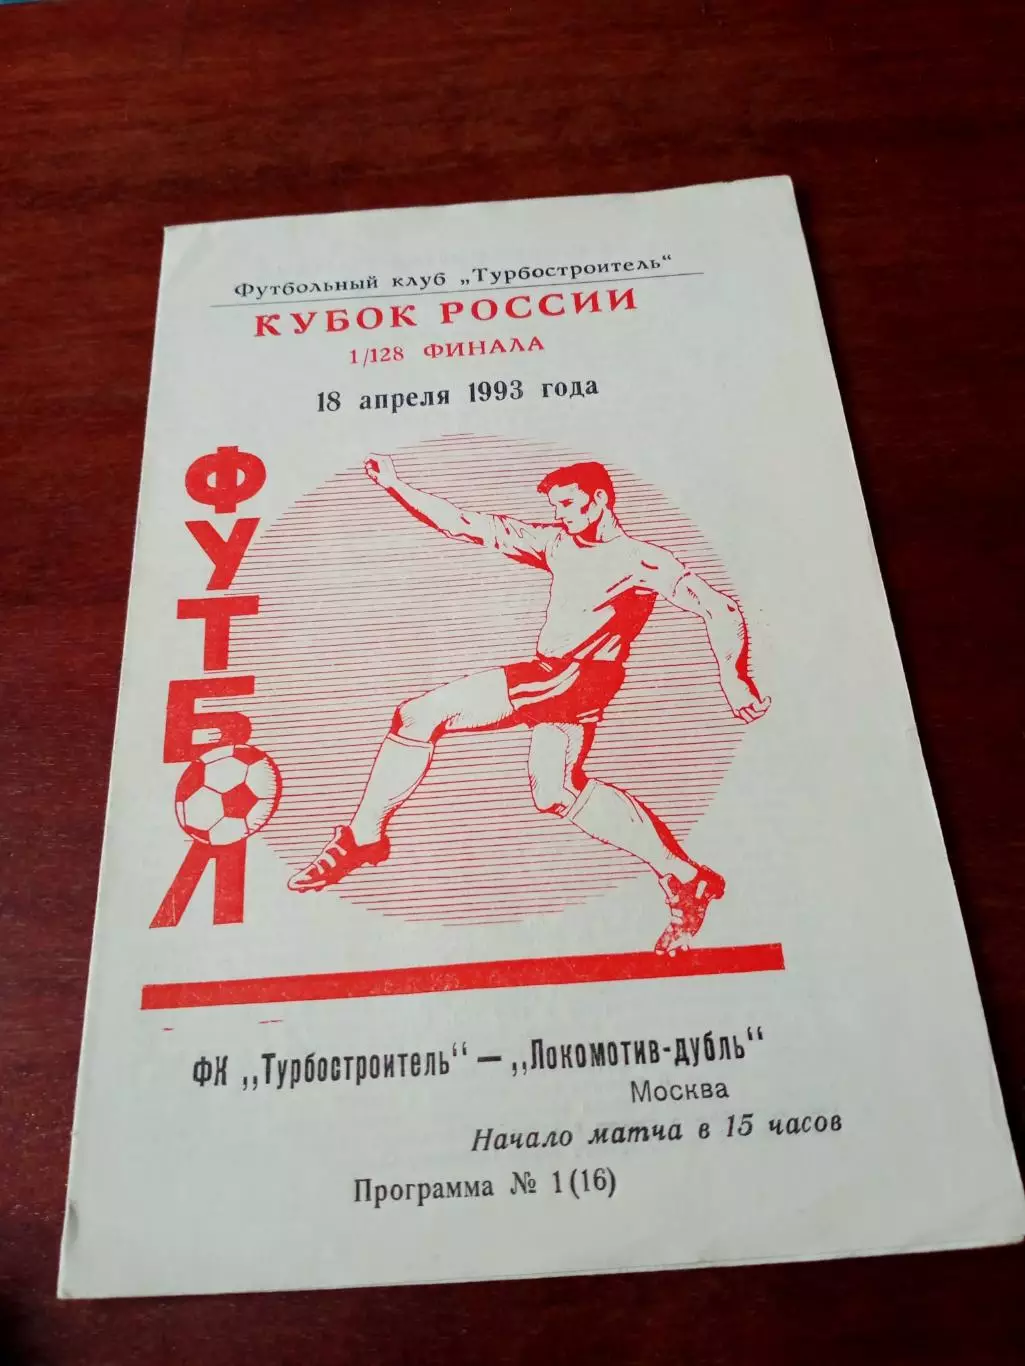 Футбольный клуб „Турбостроитель“
КУБОК РОССИИ
1/128 ФИНАЛА
18 апреля 1993 года
ФУТБОЛ
ФК „Турбостроитель“ — „Локомотив-дубль“
Москва
Начало матча в 15 часов
Программа № 1 (16)